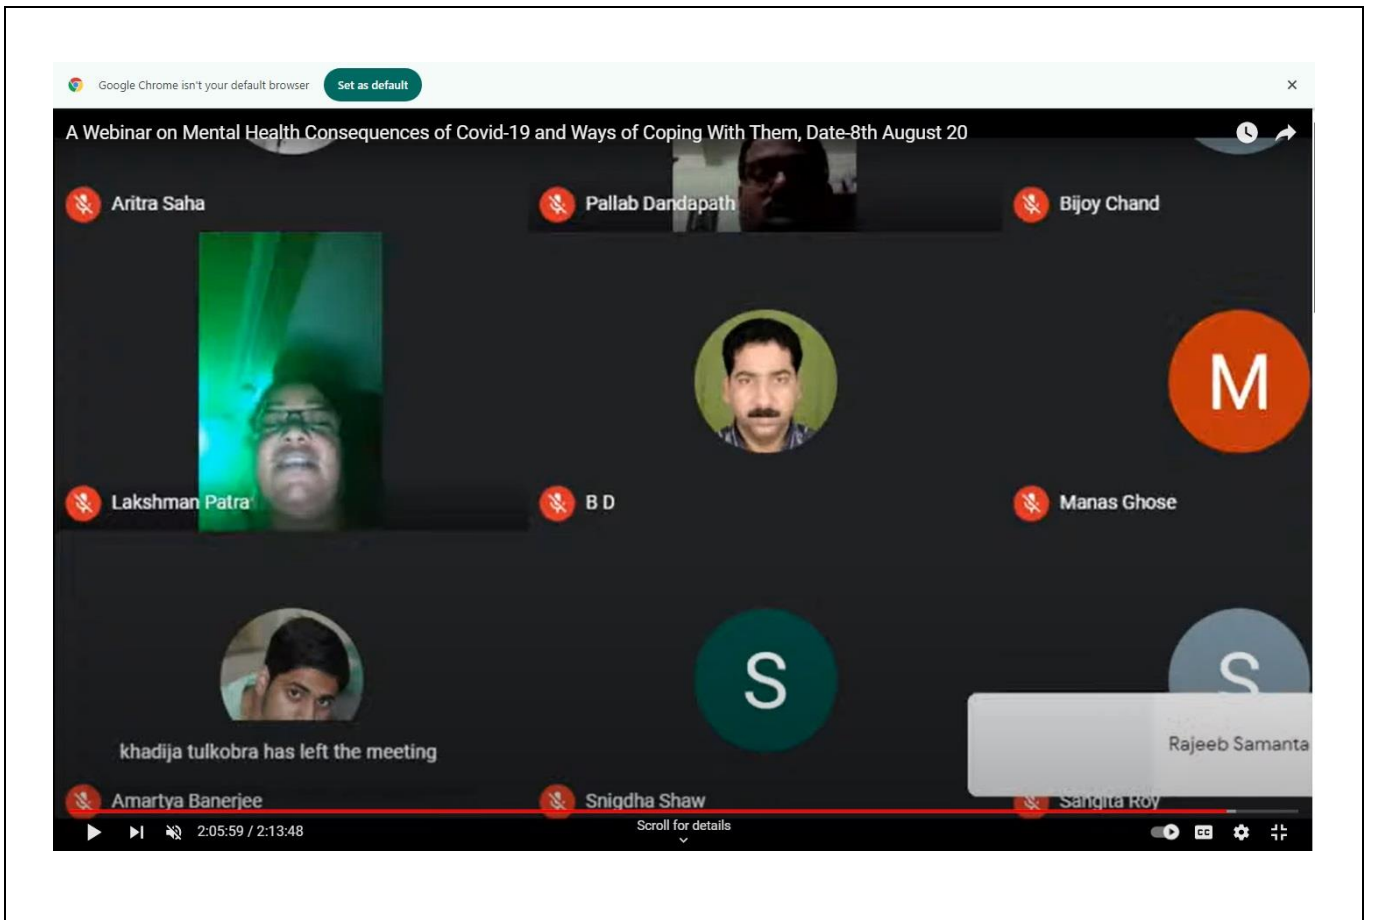 Google Chrome isn't your default browser Set as default
A Webinar on Mental Health Consequences of Covid-19 and Ways of Coping With Them, Date-8th August 20
Aritra Saha Pallab Dandapath Bijoy Chand
M
Lakshman Patra B D Manas Ghose
S S
khadija tulkobra has left the meeting Rajeeb Samanta
Amartya Banerjee Snigdha Shaw Sangita Roy
2:05:59 / 2:13:48 Scroll for details CC